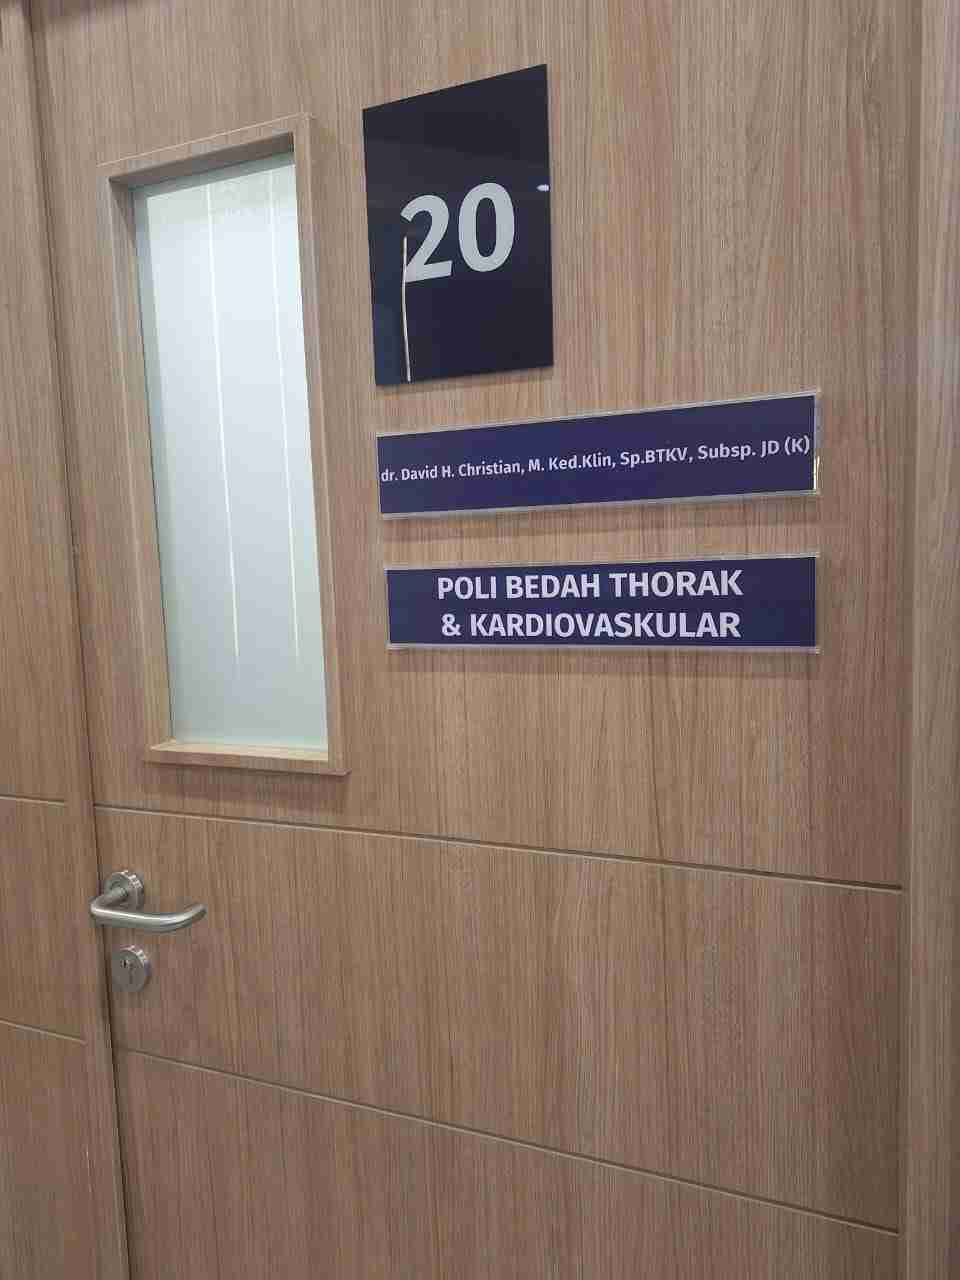 20
dr. David H. Christian, M. Ked.Klin, Sp.BTKV, Subsp. JD (K)
POLI BEDAH THORAK
& KARDIOVASKULAR